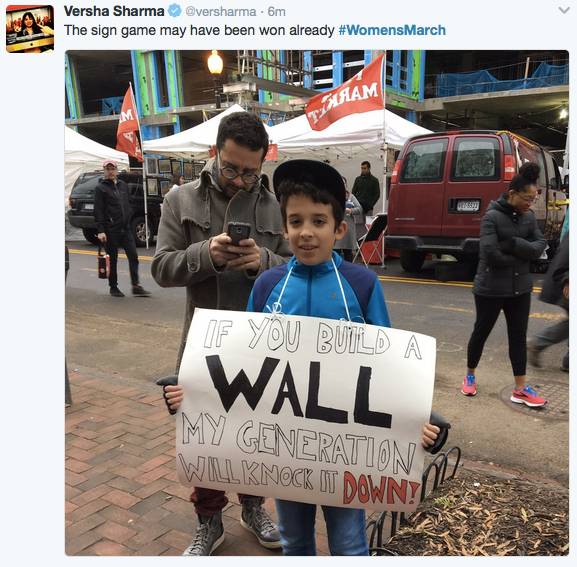 Versha Sharma @versharma · 6m
The sign game may have been won already #WomensMarch
MARKET
IF YOU BUILD A
WALL
MY GENERATION
WILL KNOCK IT DOWN!